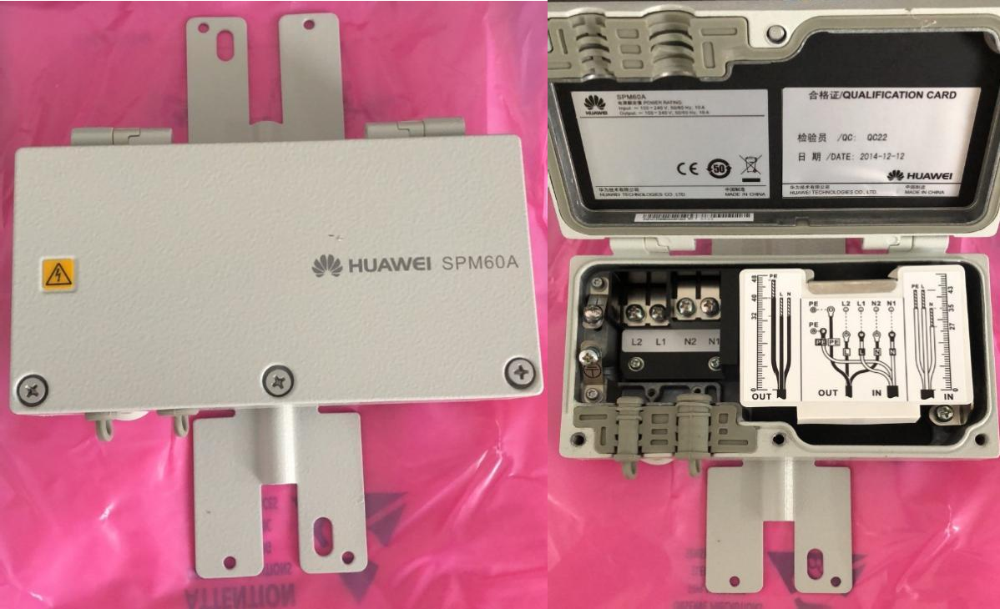 HUAWEI SPM60A
ATTENTION
HUAWEI
SPM60A
电源额定值 POWER RATING
Input: ~ 100-240 V, 50/60 Hz, 10A
Output: ~ 100-240 V, 50/60 Hz, 10A
50
华为技术有限公司
HUAWEI TECHNOLOGIES CO., LTD.
中国制造
MADE IN CHINA
合格证/QUALIFICATION CARD
检验员 /QC: QC22
日 期 /DATE: 2014-12-12
HUAWEI
华为技术有限公司
HUAWEI TECHNOLOGIES CO., LTD.
中国制造
MADE IN CHINA
L2 L1 N2 N1
48
40
32
0
PE
L N
OUT
PE L2 L1 N2 N1
PE
PE PE L L N N
OUT IN
PE L
N
43
35
27
0
IN